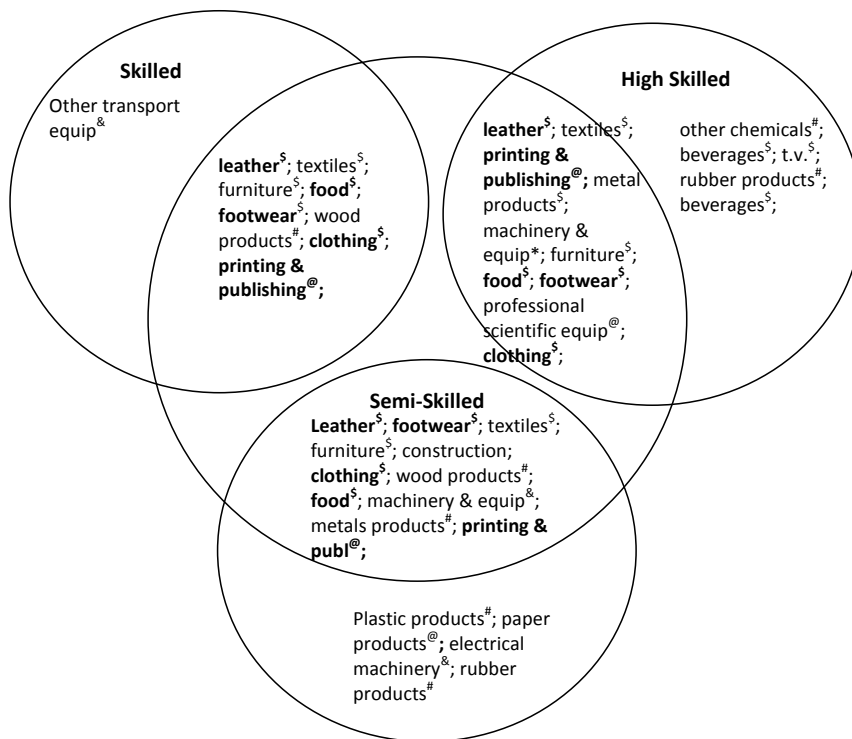 Skilled
Other transport
equip&
leather$; textiles$;
furniture$; food$;
footwear$; wood
products#; clothing$;
printing &
publishing@;
High Skilled
leather$; textiles$;
printing &
publishing@; metal
products$;
machinery &
equip*; furniture$;
food$; footwear$;
professional
scientific equip@;
clothing$;
other chemicals#;
beverages$; t.v.$;
rubber products#;
beverages$;
Semi-Skilled
Leather$; footwear$; textiles$;
furniture$; construction;
clothing$; wood products#;
food$; machinery & equip&;
metals products#; printing &
publ@;
Plastic products#; paper
products@; electrical
machinery&; rubber
products#